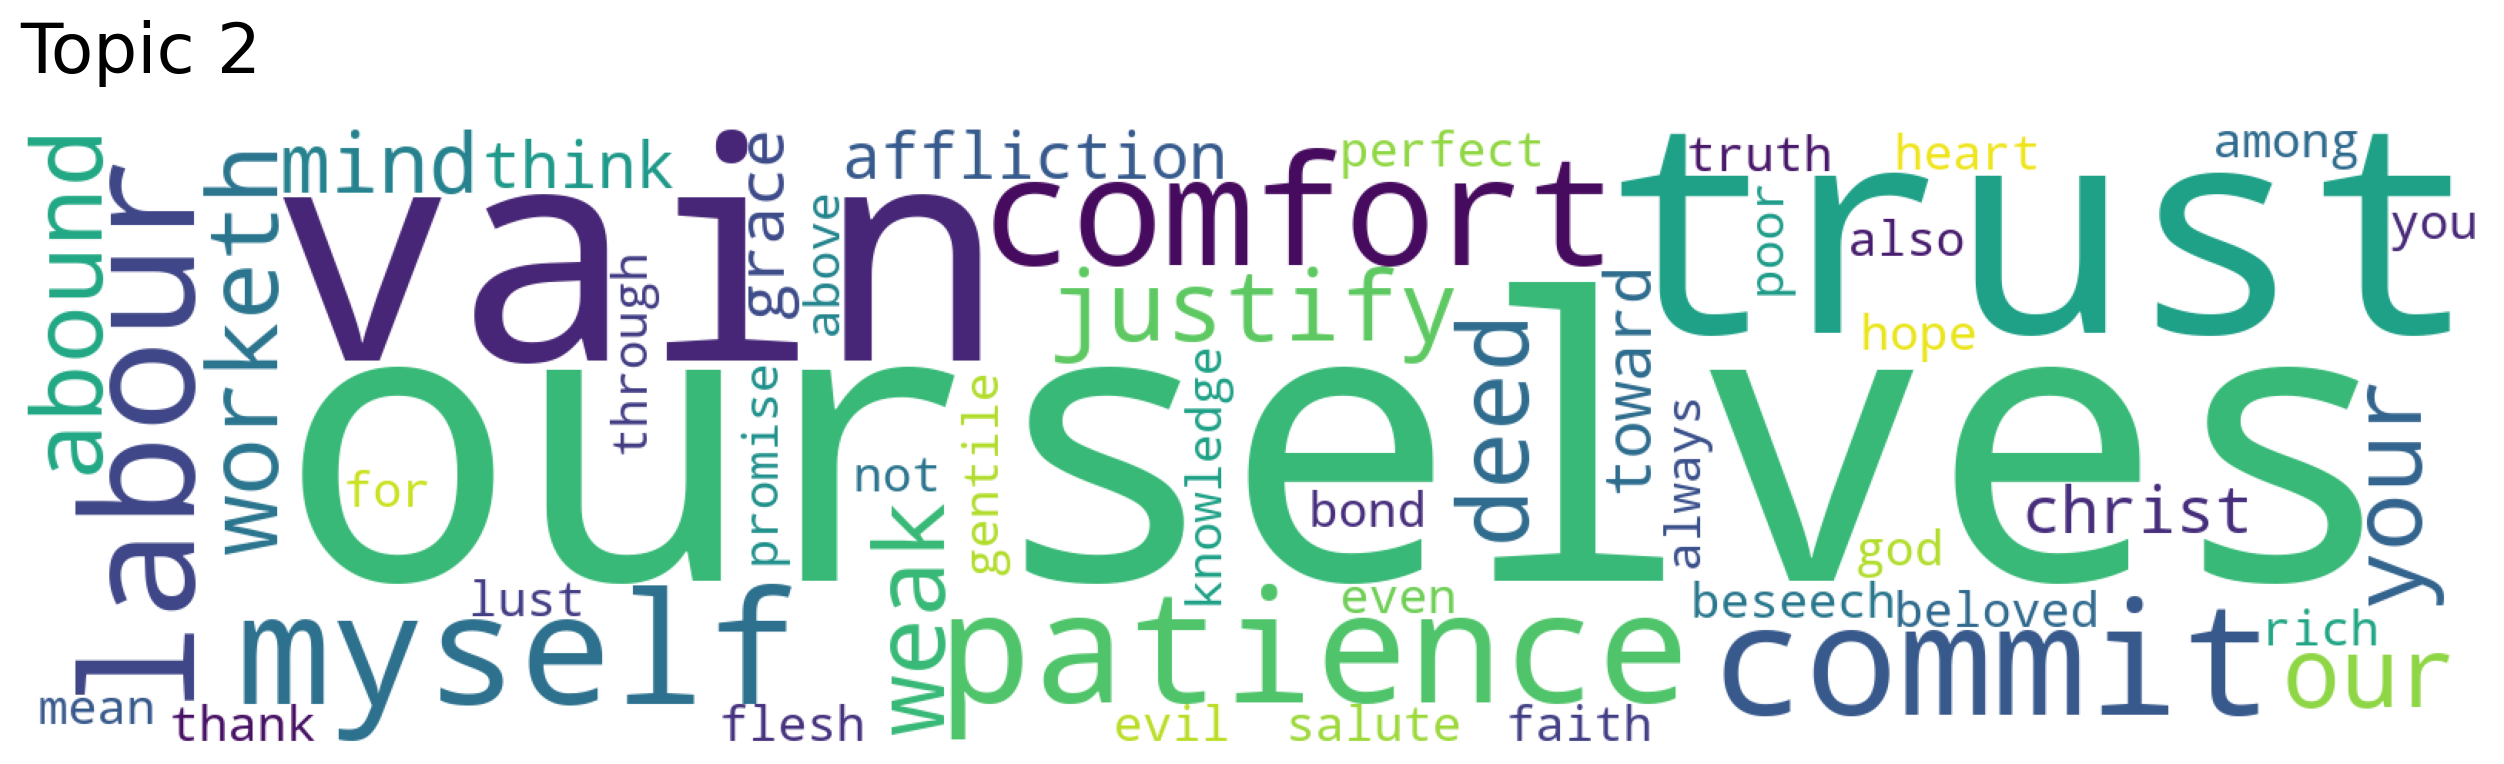 Topic 2
abound
labour
worketh
mind
think
vain
grace
above
through
affliction
comfort
perfect
justify
trust
truth
heart
among
poor
also
you
hope
toward
deed
ourselves
for
promise
not
gentile
knowledge
bond
always
christ
god
your
lust
myself
weak
patience
even
beseech
beloved
commit
rich
our
mean
thank
flesh
evil
salute
faith